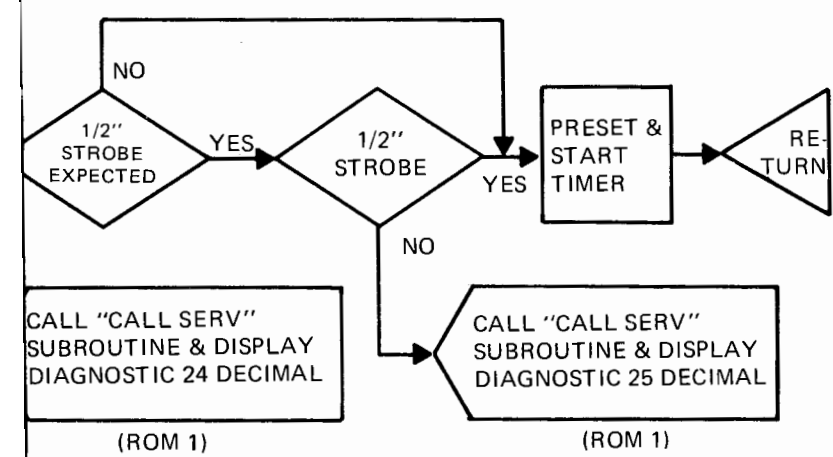 NO
1/2"
STROBE
EXPECTED
YES
1/2"
STROBE
YES
NO
PRESET &
START
TIMER
RE-
TURN
CALL "CALL SERV"
SUBROUTINE & DISPLAY
DIAGNOSTIC 24 DECIMAL
(ROM 1)
CALL "CALL SERV"
SUBROUTINE & DISPLAY
DIAGNOSTIC 25 DECIMAL
(ROM 1)